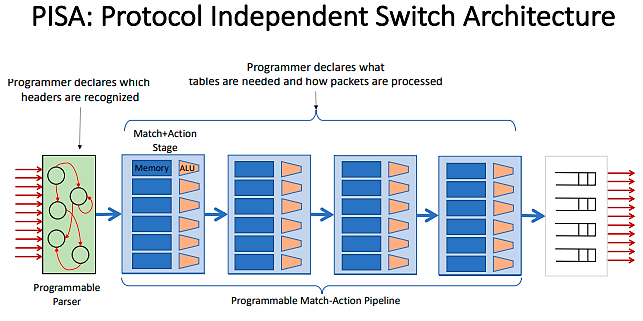 PISA: Protocol Independent Switch Architecture
Programmer declares what
tables are needed and how packets are processed
Programmer declares which
headers are recognized
Match+Action
Stage
Memory
ALU
Programmable
Parser
Programmable Match-Action Pipeline